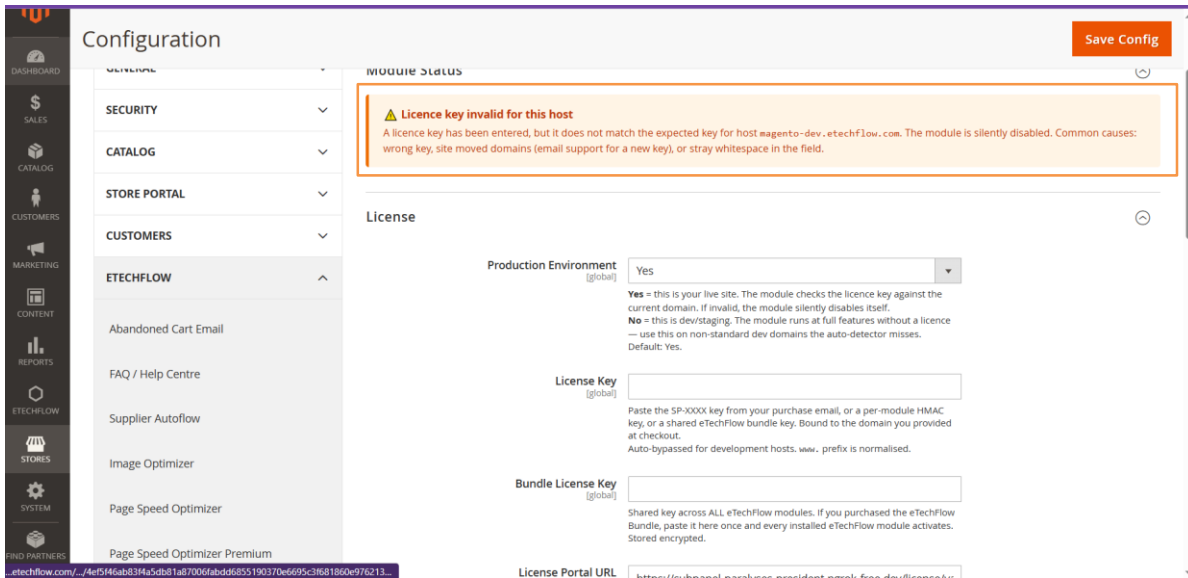 Configuration
Save Config
DASHBOARD
SALES
CATALOG
CUSTOMERS
MARKETING
CONTENT
REPORTS
ETECHFLOW
STORES
SYSTEM
FIND PARTNERS
GENERAL
SECURITY
CATALOG
STORE PORTAL
CUSTOMERS
ETECHFLOW
Abandoned Cart Email
FAQ / Help Centre
Supplier Autoflow
Image Optimizer
Page Speed Optimizer
Page Speed Optimizer Premium
Module Status
Licence key invalid for this host
A licence key has been entered, but it does not match the expected key for host magento-dev.etechflow.com. The module is silently disabled. Common causes:
wrong key, site moved domains (email support for a new key), or stray whitespace in the field.
License
Production Environment
[global]
Yes
Yes = this is your live site. The module checks the licence key against the
current domain. If invalid, the module silently disables itself.
No = this is dev/staging. The module runs at full features without a licence
— use this on non-standard dev domains the auto-detector misses.
Default: Yes.
License Key
[global]
Paste the SP-XXXX key from your purchase email, or a per-module HMAC
key, or a shared eTechFlow bundle key. Bound to the domain you provided
at checkout.
Auto-bypassed for development hosts. www. prefix is normalised.
Bundle License Key
[global]
Shared key across ALL eTechFlow modules. If you purchased the eTechFlow
Bundle, paste it here once and every installed eTechFlow module activates.
Stored encrypted.
License Portal URL